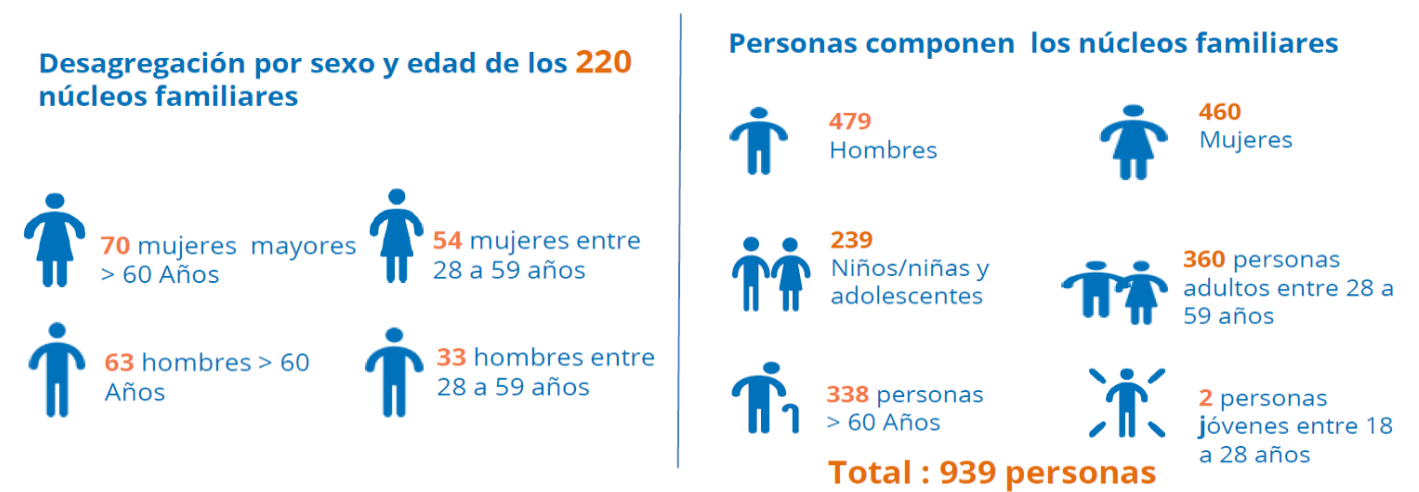 Desagregación por sexo y edad de los 220
núcleos familiares
70 mujeres mayores
> 60 Años
54 mujeres entre
28 a 59 años
63 hombres > 60
Años
33 hombres entre
28 a 59 años
Personas componen los núcleos familiares
479
Hombres
460
Mujeres
239
Niños/niñas y
adolescentes
360 personas
adultos entre 28 a
59 años
338 personas
> 60 Años
2 personas
jóvenes entre 18
a 28 años
Total : 939 personas